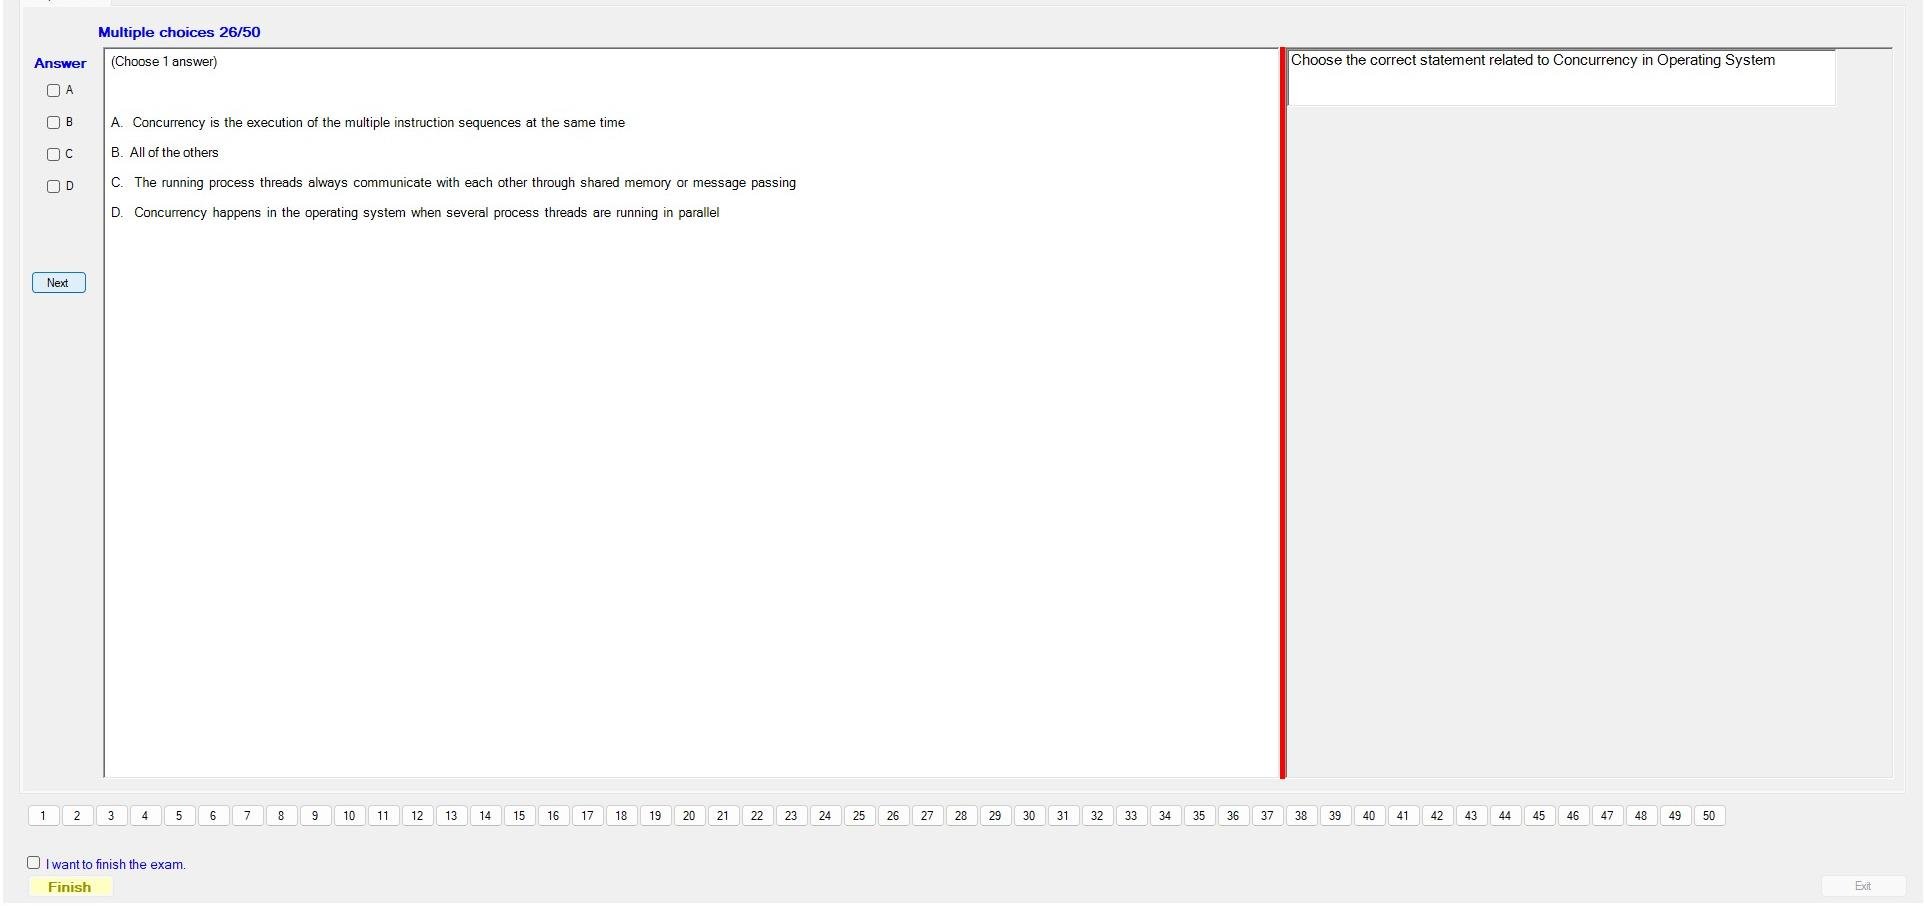 Multiple choices 26/50
Answer
(Choose 1 answer)
Choose the correct statement related to Concurrency in Operating System
A
B
C
D
A. Concurrency is the execution of the multiple instruction sequences at the same time
B. All of the others
C. The running process threads always communicate with each other through shared memory or message passing
D. Concurrency happens in the operating system when several process threads are running in parallel
Next
1 2 3 4 5 6 7 8 9 10 11 12 13 14 15 16 17 18 19 20 21 22 23 24 25 26 27 28 29 30 31 32 33 34 35 36 37 38 39 40 41 42 43 44 45 46 47 48 49 50
I want to finish the exam.
Finish
Exit